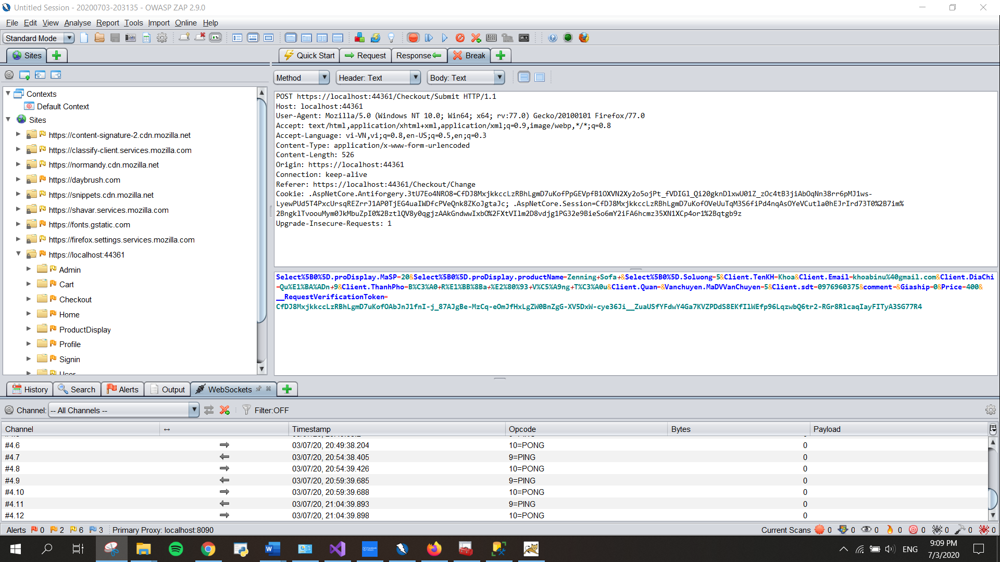 Untitled Session - 20200703-203135 - OWASP ZAP 2.9.0
File Edit View Analyse Report Tools Import Online Help
Standard Mode
Sites
Quick Start Request Response Break
Method Header: Text Body: Text
Contexts
Default Context
Sites
https://content-signature-2.cdn.mozilla.net
https://classify-client.services.mozilla.com
https://normandy.cdn.mozilla.net
https://daybrush.com
https://snippets.cdn.mozilla.net
https://shavar.services.mozilla.com
https://fonts.gstatic.com
https://firefox.settings.services.mozilla.com
https://localhost:44361
Admin
Cart
Checkout
Home
ProductDisplay
Profile
Signin
User
POST https://localhost:44361/Checkout/Submit HTTP/1.1
Host: localhost:44361
User-Agent: Mozilla/5.0 (Windows NT 10.0; Win64; x64; rv:77.0) Gecko/20100101 Firefox/77.0
Accept: text/html,application/xhtml+xml,application/xml;q=0.9,image/webp,*/*;q=0.8
Accept-Language: vi-VN,vi;q=0.8,en-US;q=0.5,en;q=0.3
Content-Type: application/x-www-form-urlencoded
Content-Length: 526
Origin: https://localhost:44361
Connection: keep-alive
Referer: https://localhost:44361/Checkout/Change
Cookie: .AspNetCore.Antiforgery.3tU7Eo4NRO8=CfDJ8MxjkkccLzRBhLgmD7uKofPpGEVpfB1OXVN2Xy2o5ojPt_fVDIGl_Qi20gknDlxwU01Z_zOc4tB3jiAbOqNn38rr6pMJ1ws-
LyewPUd5T4PxcUrsqREZrrJ1AP0TjEG4uaIWDfcPVeQnk8ZKoJgtaJc; .AspNetCore.Session=CfDJ8MxjkkccLzRBhLgmD7uKofOVeUuTqM3S6fiPd4nqAsOYeVCutla0hEJrIrd73T0%2B7im%
2BngklTvoouMym0JkMbuZpI0%2BztlQV8y0qgjzAAkGndwwIxbO%2FXtVIlm2D8vdjg1PG32e9BieSo6mY2iFA6hcmz35XN1XCp4or1%2Bqtgb9z
Upgrade-Insecure-Requests: 1
Select%5B0%5D.proDisplay.MaSP=20&Select%5B0%5D.proDisplay.productName=Zenning+Sofa+&Select%5B0%5D.Soluong=5&Client.TenKH=Khoa&Client.Email=khoabinu%40gmail.com&Client.DiaChi
=Qu%E1%BA%ADn+9&Client.ThanhPho=B%C3%A0+R%E1%BB%8Ba+%E2%80%93+V%C5%A9ng+T%C3%A0u&Client.Quan=&Vanchuyen.MaDVVanChuyen=5&Client.sdt=0976960375&comment=&Giaship=0&Price=400&
__RequestVerificationToken=
CfDJ8MxjkkccLzRBhLgmD7uKofOAbJnJ1fnI-j_87AJgBe-MzCq-eOmJfHxLgZW0BnZgG-XV5DxW-cye36Ji__ZuaUSfYFdwY4Ga7KVZPDdS8EKfIlWEfp96LqzwbQ6tr2-RGr8RlcaqIayFITyA3SG77R4
History Search Alerts Output WebSockets
Channel: -- All Channels -- Filter:OFF
Channel ↔ Timestamp Opcode Bytes Payload
#4.6 03/07/20, 20:49:38.204 10=PONG 0
#4.7 03/07/20, 20:54:38.405 9=PING 0
#4.8 03/07/20, 20:54:39.426 10=PONG 0
#4.9 03/07/20, 20:59:39.685 9=PING 0
#4.10 03/07/20, 20:59:39.688 10=PONG 0
#4.11 03/07/20, 21:04:39.893 9=PING 0
#4.12 03/07/20, 21:04:39.898 10=PONG 0
Alerts 0 2 6 3 Primary Proxy: localhost:8090 Current Scans 0 0 0 0 0 0 0 0
ENG
9:09 PM
7/3/2020